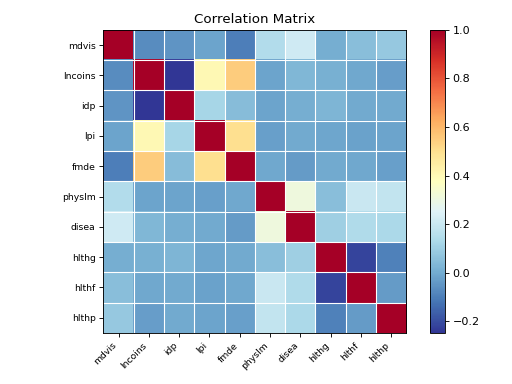 Correlation Matrix
mdvis
lncoins
idp
lpi
fmde
physlm
disea
hlthg
hlthf
hlthp
mdvis
lncoins
idp
lpi
fmde
physlm
disea
hlthg
hlthf
hlthp
1.0
0.8
0.6
0.4
0.2
0.0
−0.2